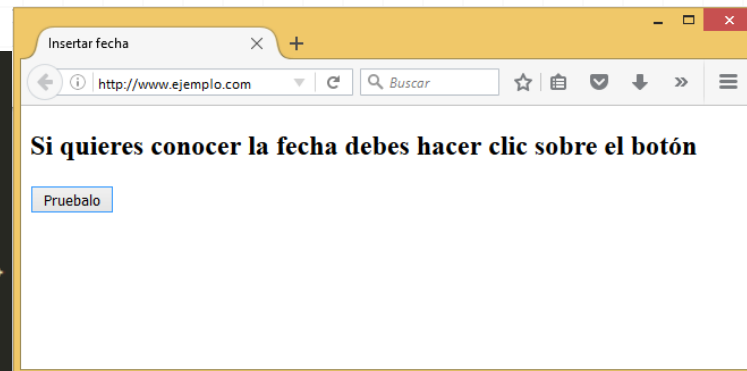 Insertar fecha
http://www.ejemplo.com
Buscar
Si quieres conocer la fecha debes hacer clic sobre el botón
Pruebalo